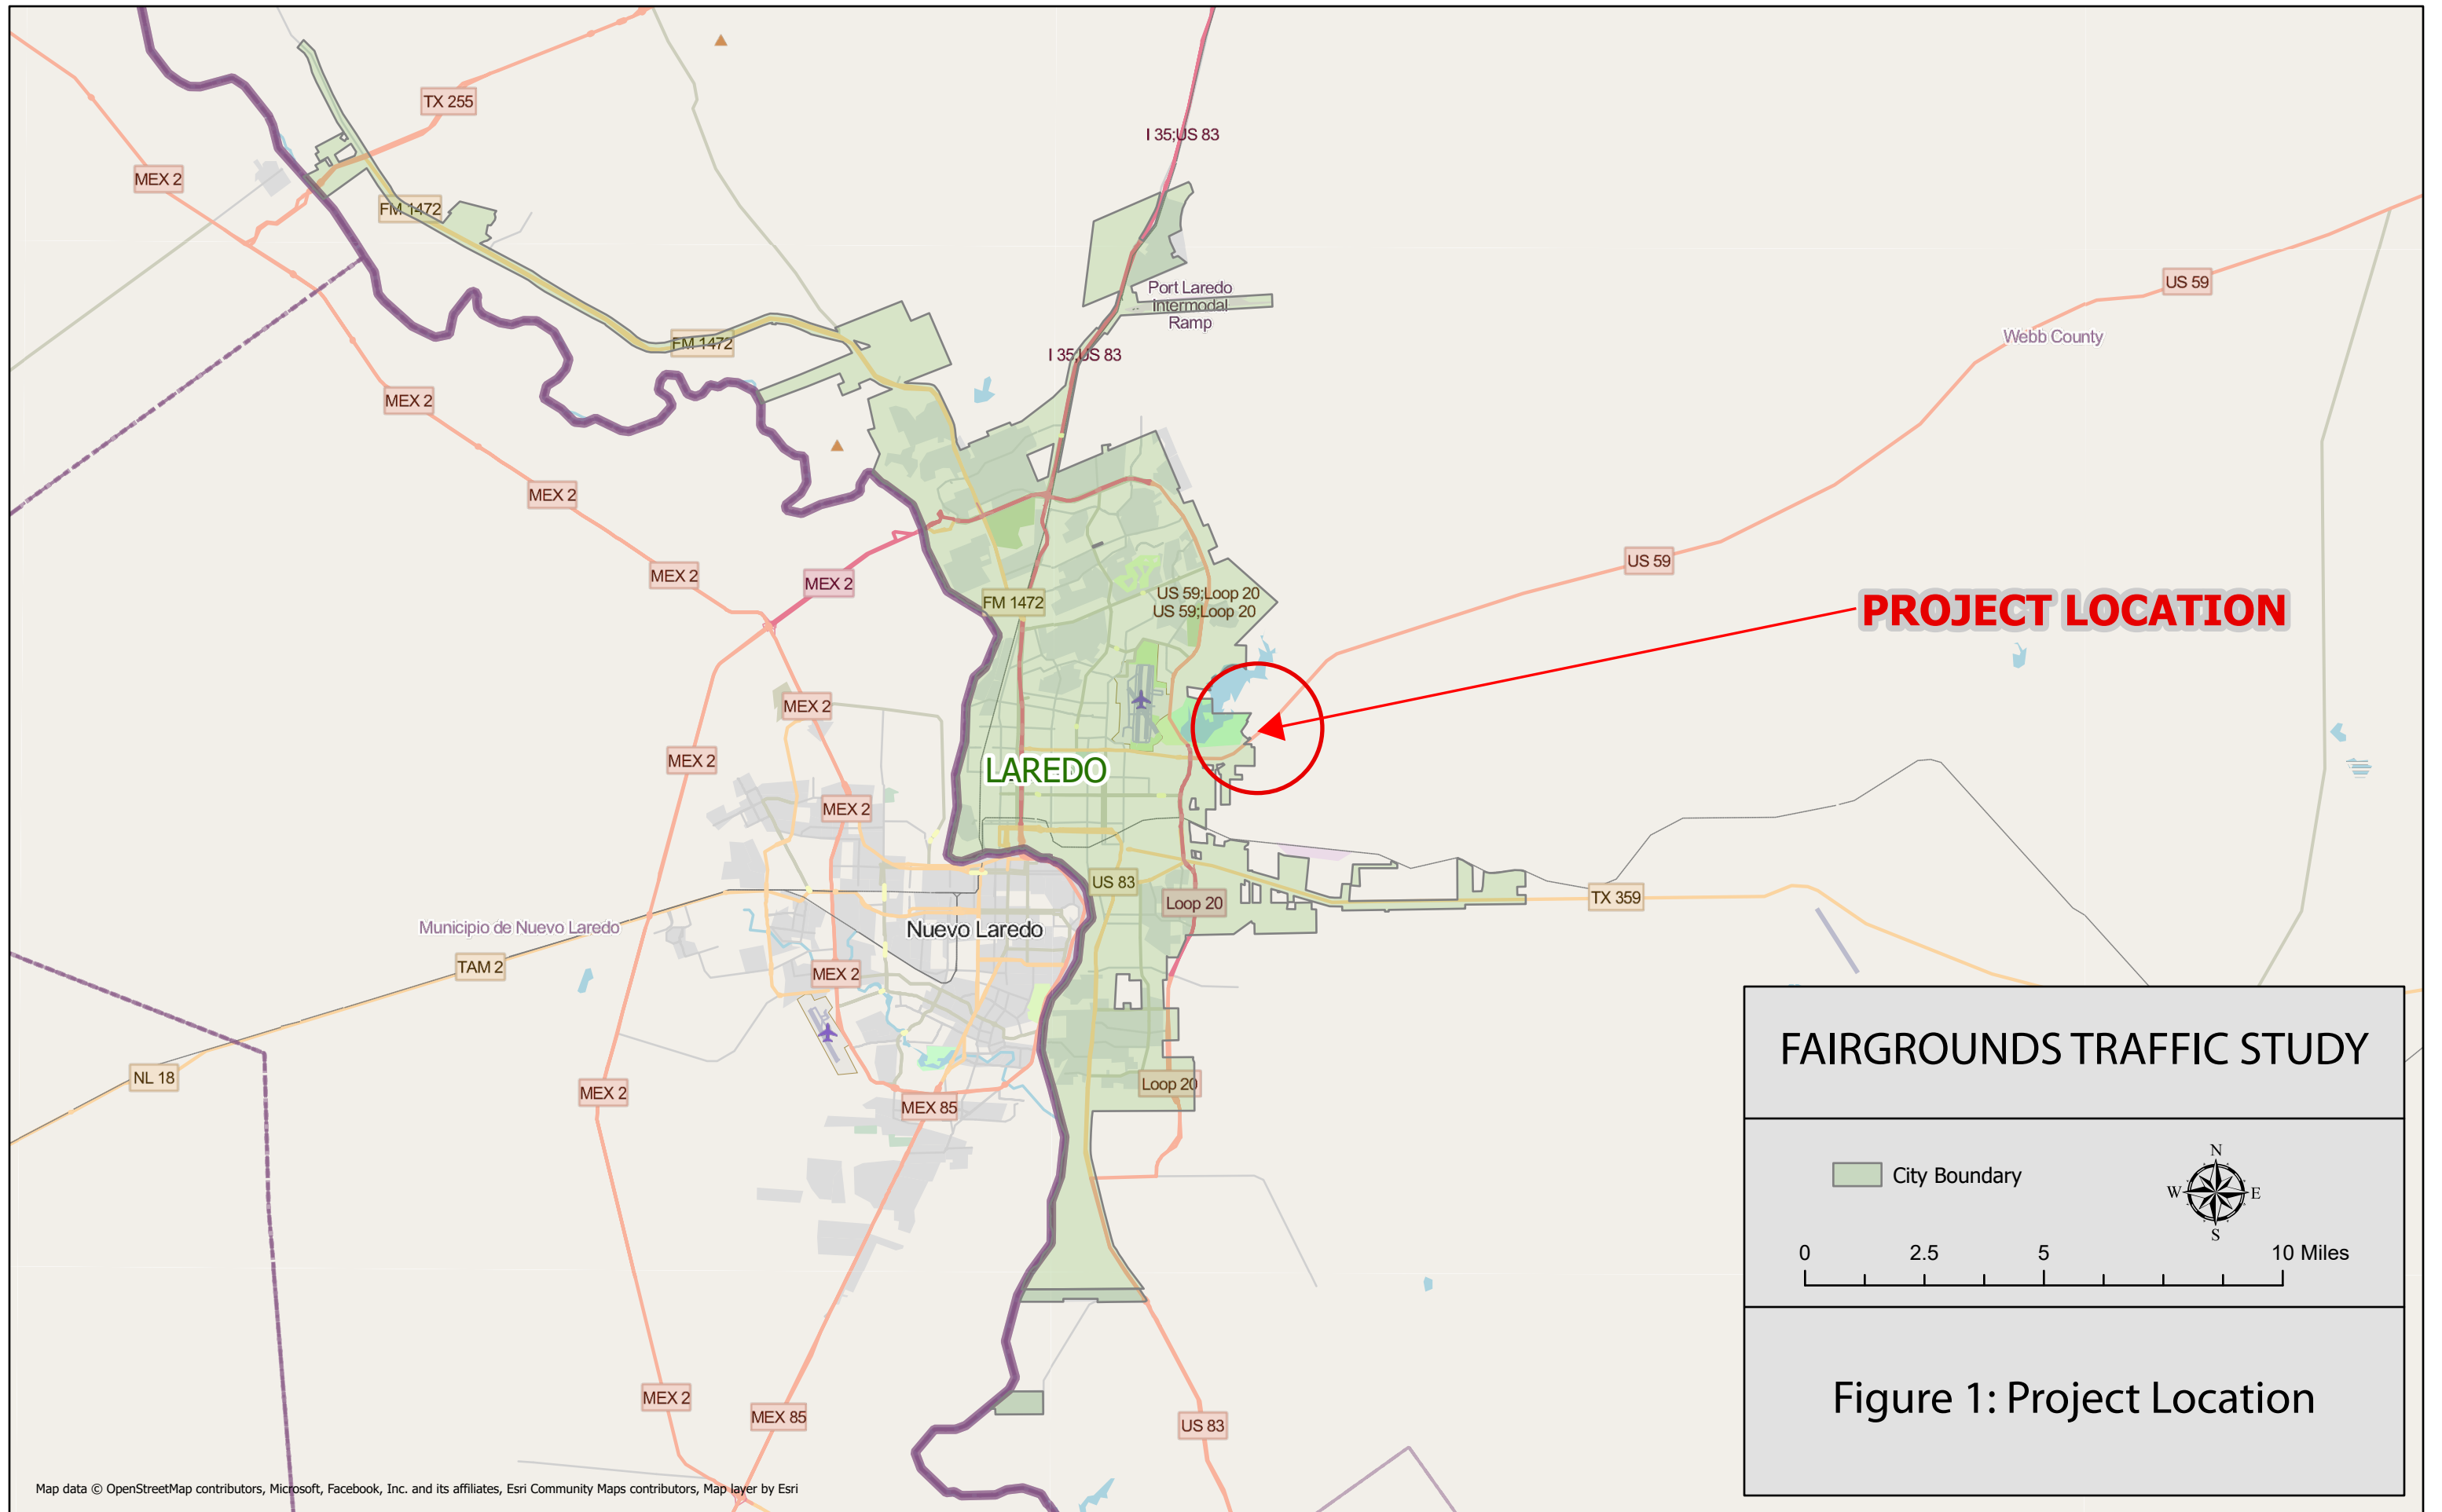 I 35;US 83
TX 255
MEX 2
FM 1472
US 59
Port Laredo
Intermodal
Ramp
Webb County
FM 1472
I 35;US 83
MEX 2
MEX 2
US 59
MEX 2
MEX 2
FM 1472
US 59;Loop 20
US 59;Loop 20
PROJECT LOCATION
MEX 2
MEX 2
LAREDO
MEX 2
US 83
TX 359
Loop 20
Municipio de Nuevo Laredo
Nuevo Laredo
TAM 2
MEX 2
NL 18
MEX 2
Loop 20
MEX 85
MEX 2
MEX 85
US 83
FAIRGROUNDS TRAFFIC STUDY
City Boundary
N
W E
S
0 2.5 5 10 Miles
Figure 1: Project Location
Map data © OpenStreetMap contributors, Microsoft, Facebook, Inc. and its affiliates, Esri Community Maps contributors, Map layer by Esri